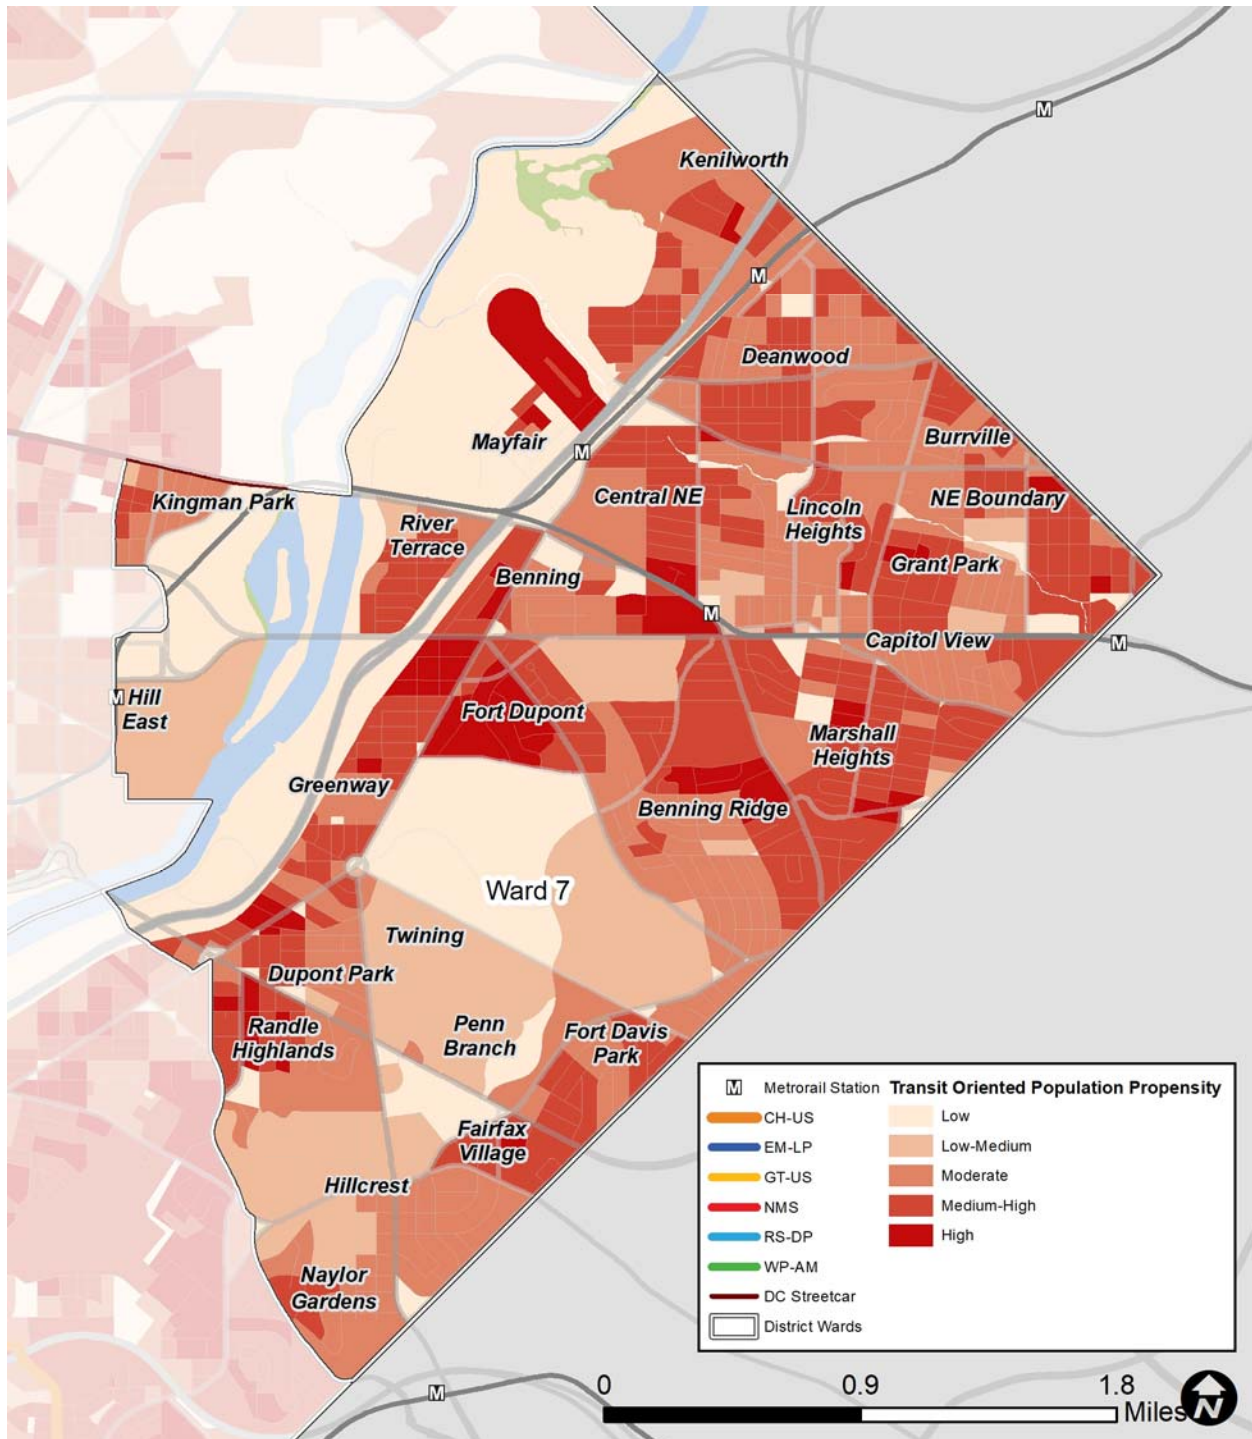 Kenilworth
M
M
Deanwood
Mayfair
M
Burrville
Kingman Park
Central NE
NE Boundary
Lincoln
Heights
River
Terrace
Benning
Grant Park
M
Capitol View
M
M
Hill
East
Fort Dupont
Marshall
Heights
Greenway
Benning Ridge
Ward 7
Twining
Dupont Park
Penn
Branch
Fort Davis
Park
Randle
Highlands
Fairfax
Village
Hillcrest
Naylor
Gardens
M
M Metrorail Station
CH-US
EM-LP
GT-US
NMS
RS-DP
WP-AM
DC Streetcar
District Wards
Transit Oriented Population Propensity
Low
Low-Medium
Moderate
Medium-High
High
0 0.9 1.8
Miles
N